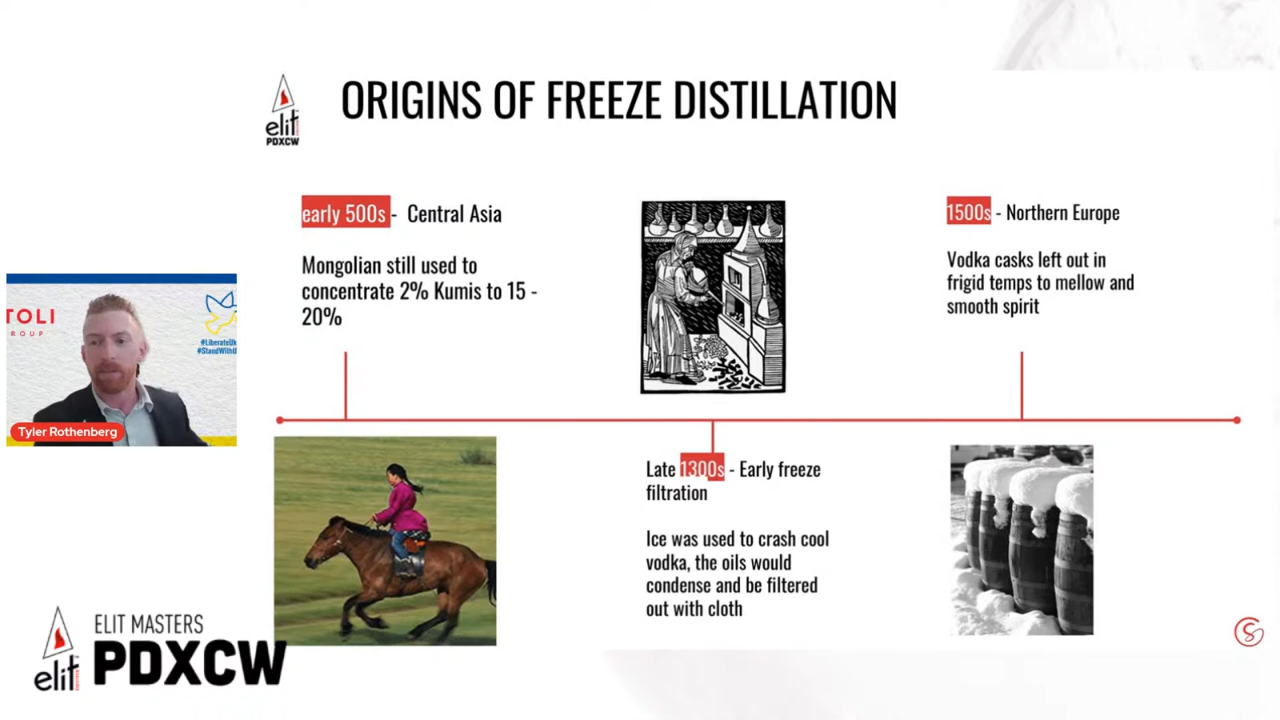 elit
PDXCW
ORIGINS OF FREEZE DISTILLATION
early 500s - Central Asia
Mongolian still used to
concentrate 2% Kumis to 15 -
20%
1500s - Northern Europe
Vodka casks left out in
frigid temps to mellow and
smooth spirit
TOLI
ROUP
#LiberateUk
#StandWithU
Tyler Rothenberg
Late 1300s - Early freeze
filtration
Ice was used to crash cool
vodka, the oils would
condense and be filtered
out with cloth
elit
ELIT MASTERS
PDXCW